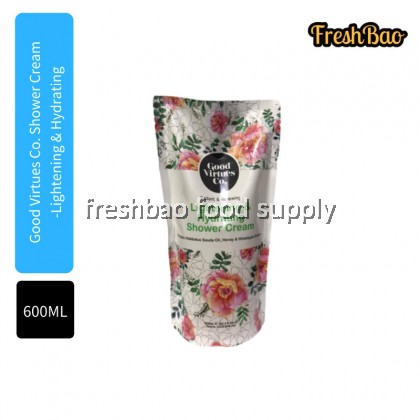 FreshBao
Good Virtues Co. Shower Cream
-Lightening & Hydrating
600ML
Good
Virtues
Co.
freshbao food supply
Hydrating
Shower Cream